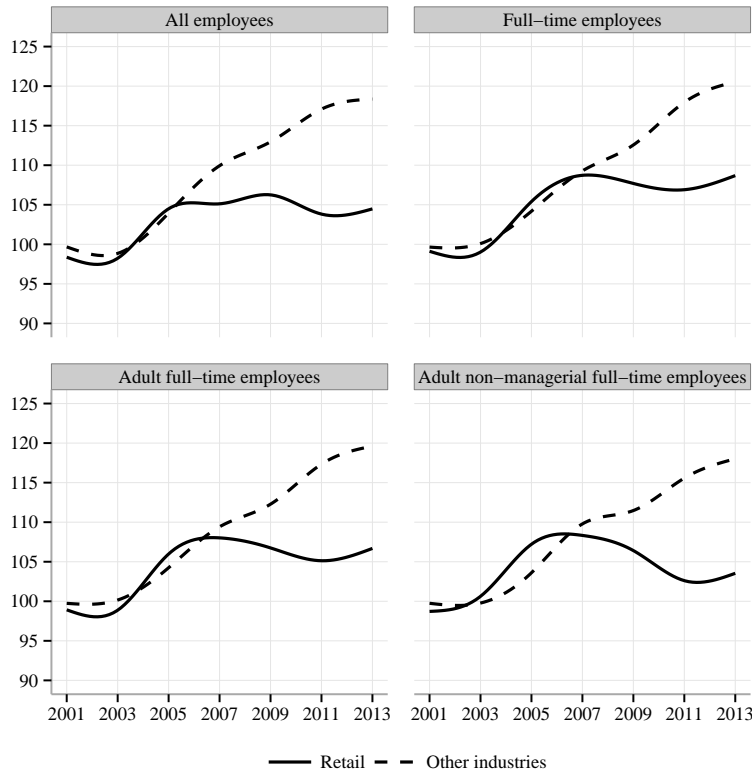 All employees
Full−time employees
125
120
115
110
105
100
95
90
Adult full−time employees
Adult non−managerial full−time employees
125
120
115
110
105
100
95
90
2001 2003 2005 2007 2009 2011 2013
2001 2003 2005 2007 2009 2011 2013
Retail Other industries